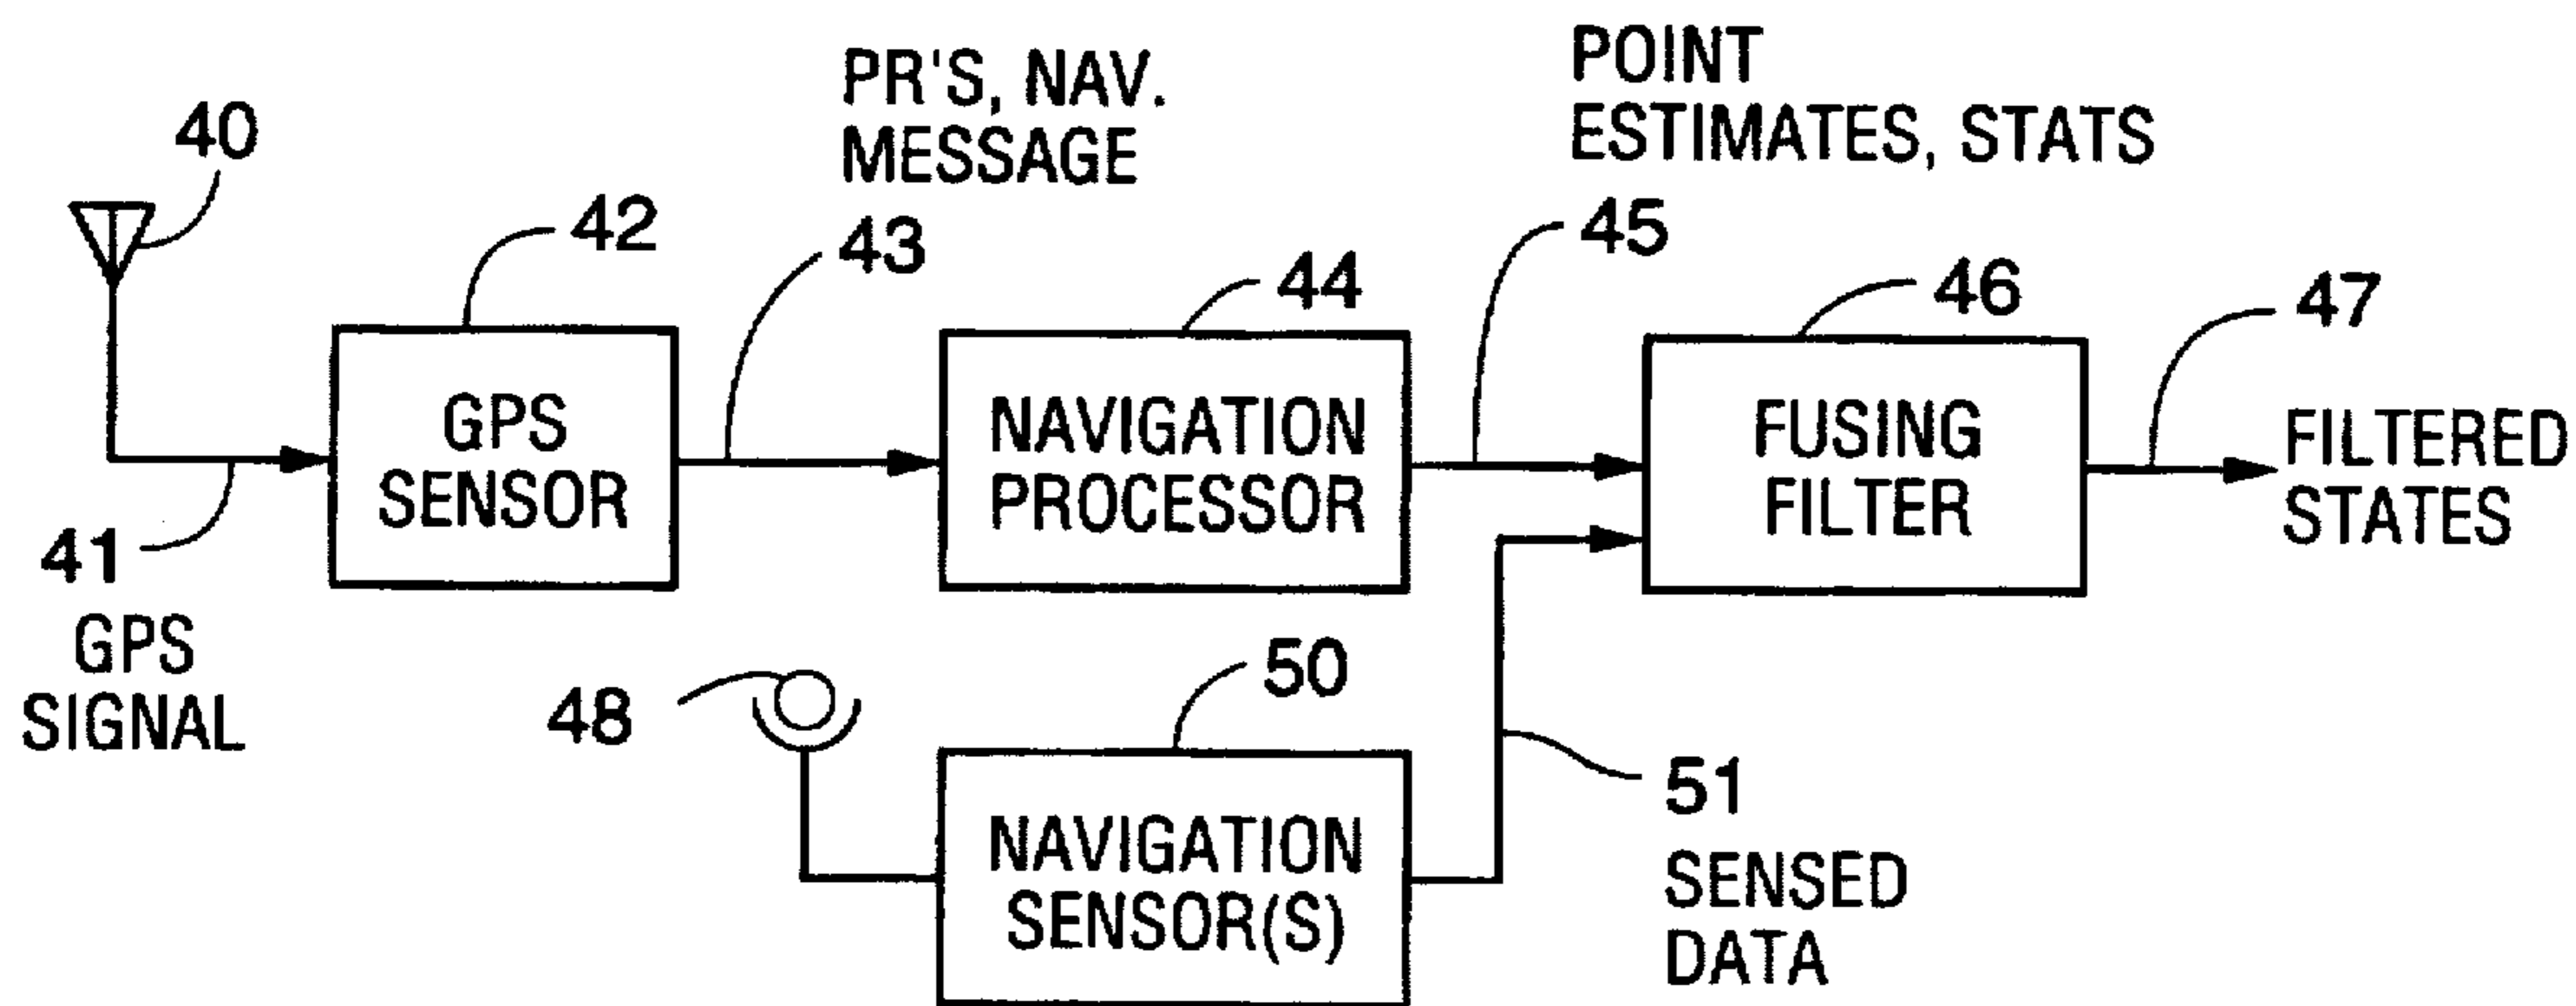 PR'S, NAV.
MESSAGE
POINT
ESTIMATES, STATS
40
42
43
44
45
46
47
GPS
SENSOR
NAVIGATION
PROCESSOR
FUSING
FILTER
FILTERED
STATES
41
GPS
SIGNAL
48
50
NAVIGATION
SENSOR(S)
51
SENSED
DATA